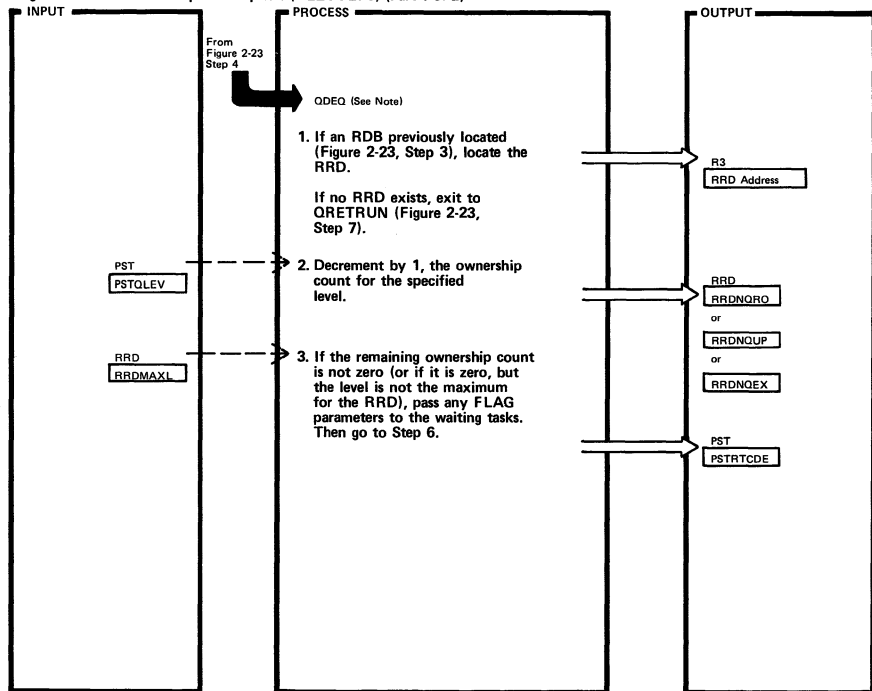 INPUT
PROCESS
OUTPUT
From
Figure 2-23
Step 4
QDEQ (See Note)
1. If an RDB previously located
(Figure 2-23, Step 3), locate the
RRD.
If no RRD exists, exit to
QRETRUN (Figure 2-23,
Step 7).
R3
RRD Address
PST
PSTQLEV
2. Decrement by 1, the ownership
count for the specified
level.
RRD
RRDNQRO
or
RRDNQUP
or
RRDNQEX
RRD
RRDMAXL
3. If the remaining ownership count
is not zero (or if it is zero, but
the level is not the maximum
for the RRD), pass any FLAG
parameters to the waiting tasks.
Then go to Step 6.
PST
PSTRTCDE